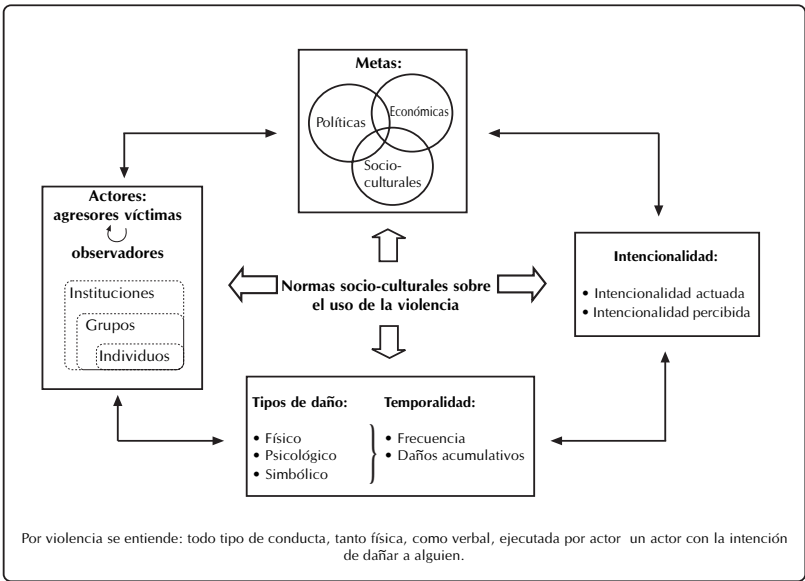 Metas:
Políticas
Económicas
Socio-
culturales
Actores:
agresores víctimas
observadores
Instituciones
Grupos
Individuos
Normas socio-culturales sobre
el uso de la violencia
Intencionalidad:
• Intencionalidad actuada
• Intencionalidad percibida
Tipos de daño:
• Físico
• Psicológico
• Simbólico
Temporalidad:
• Frecuencia
• Daños acumulativos
Por violencia se entiende: todo tipo de conducta, tanto física, como verbal, ejecutada por actor un actor con la intención
de dañar a alguien.